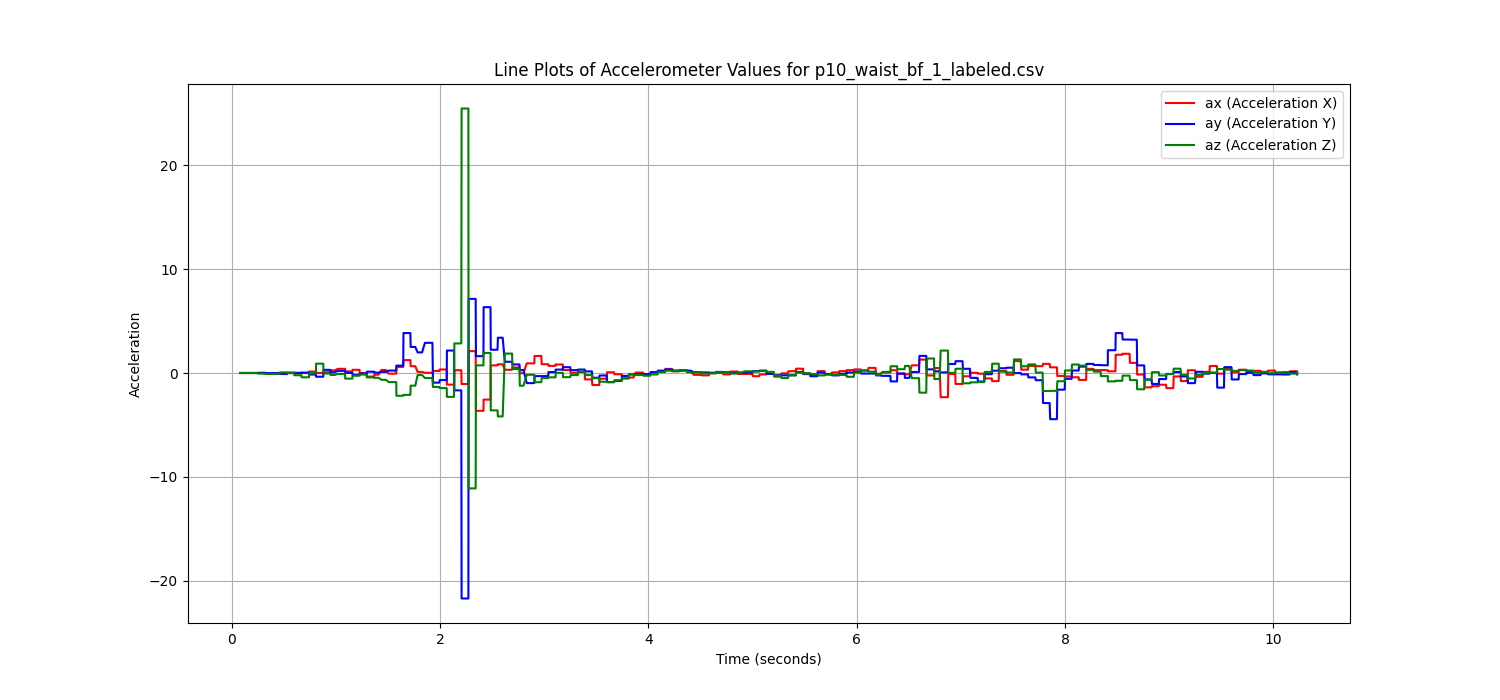 Line Plots of Accelerometer Values for p10_waist_bf_1_labeled.csv
ax (Acceleration X)
ay (Acceleration Y)
az (Acceleration Z)
Acceleration
20
10
0
−10
−20
0 2 4 6 8 10
Time (seconds)